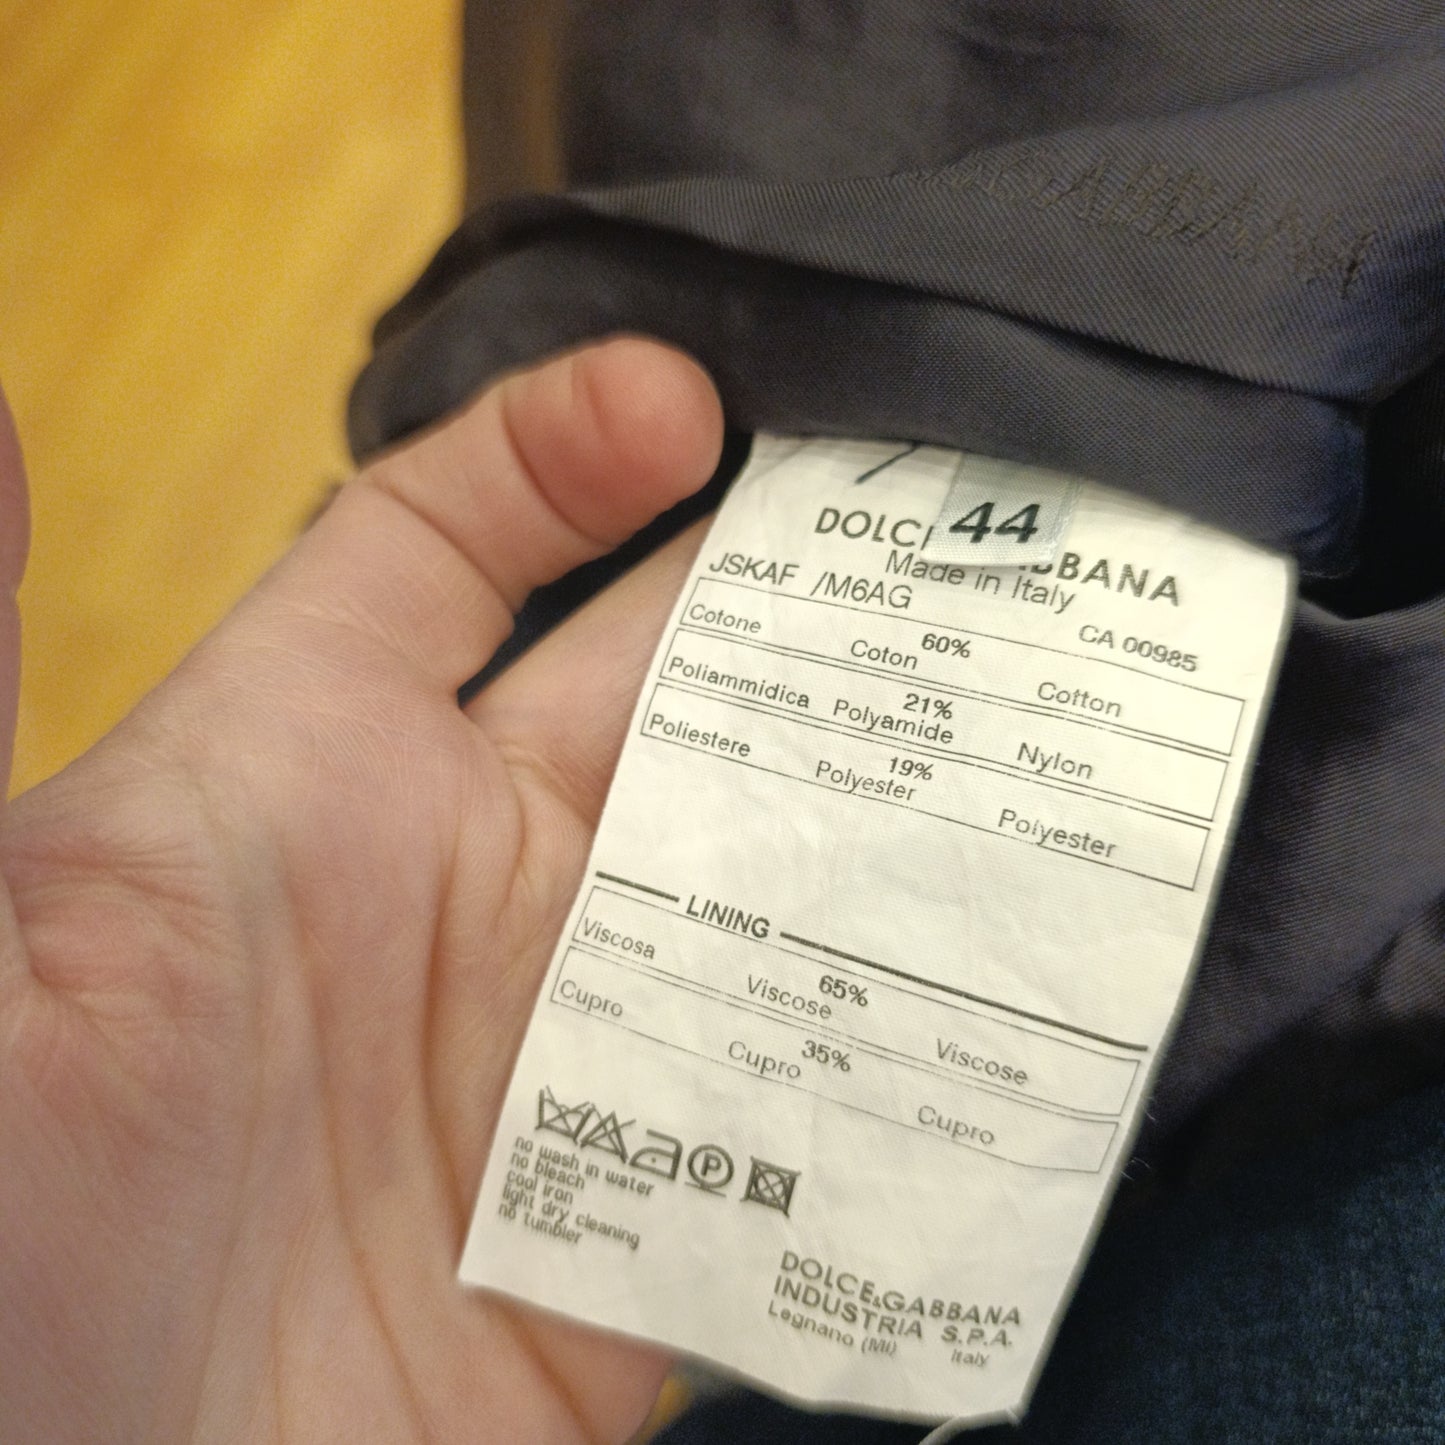 44
DOLC BBANA
Made in Italy
JSKAF /M6AG
CA 00985
Cotone 60% Coton Cotton
Poliammidica 21% Polyamide Nylon
Poliestere 19% Polyester Polyester
LINING
Viscosa 65% Viscose Viscose
Cupro 35% Cupro Cupro
P
no wash in water
no bleach
cool iron
light dry cleaning
no tumbler
DOLCE&GABBANA
INDUSTRIA S.P.A.
Legnano (MI) Italy